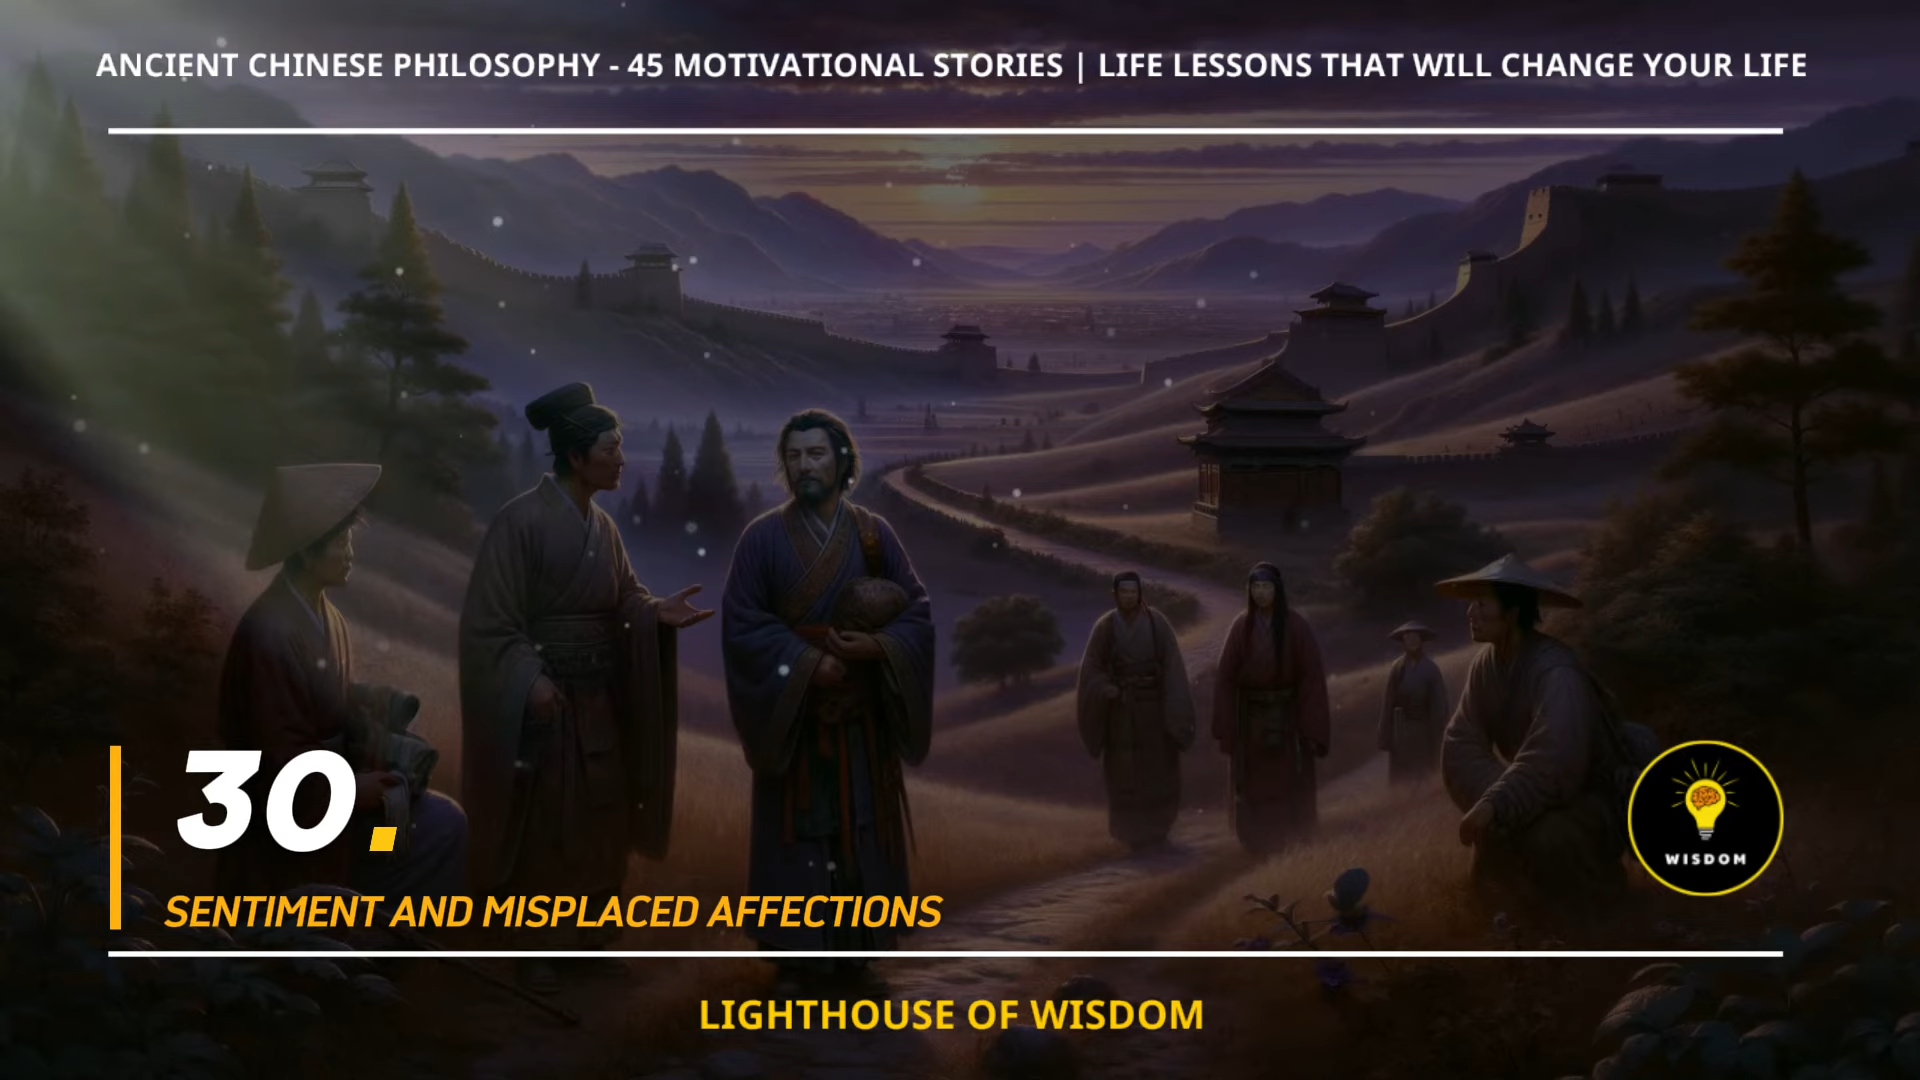 ANCIENT CHINESE PHILOSOPHY - 45 MOTIVATIONAL STORIES | LIFE LESSONS THAT WILL CHANGE YOUR LIFE
30.
SENTIMENT AND MISPLACED AFFECTIONS
WISDOM
LIGHTHOUSE OF WISDOM